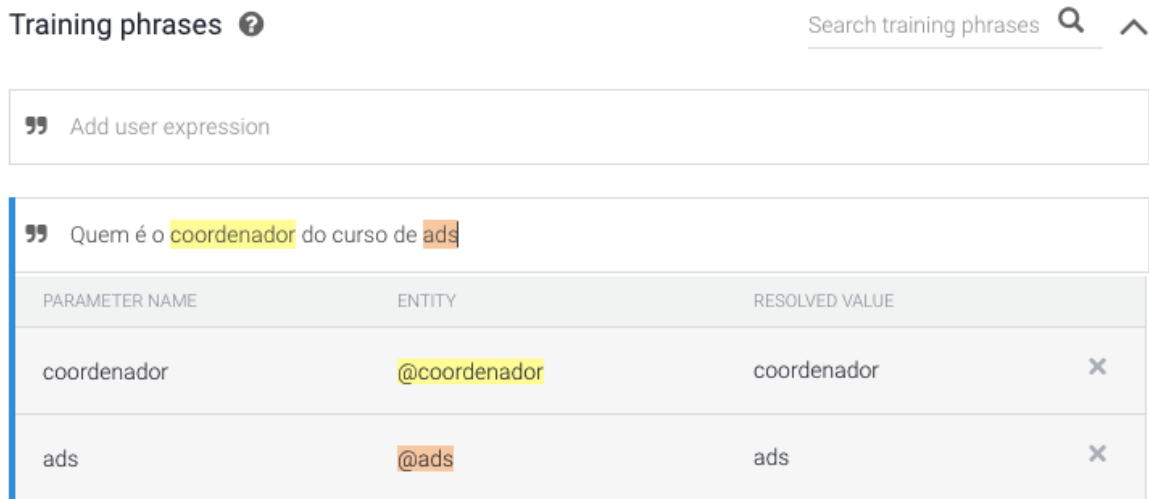 Training phrases ?
Search training phrases
Add user expression
Quem é o coordenador do curso de ads
PARAMETER NAME ENTITY RESOLVED VALUE
coordenador @coordenador coordenador
ads @ads ads